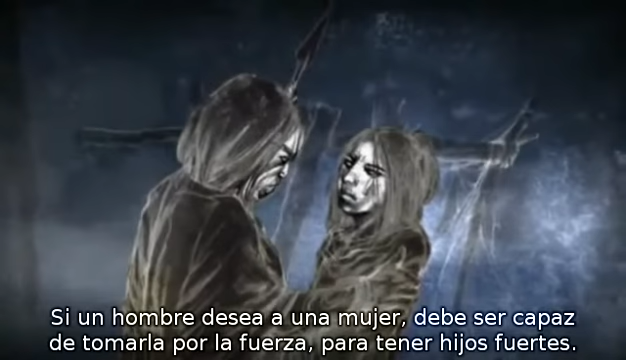 Si un hombre desea a una mujer, debe ser capaz
de tomarla por la fuerza, para tener hijos fuertes.